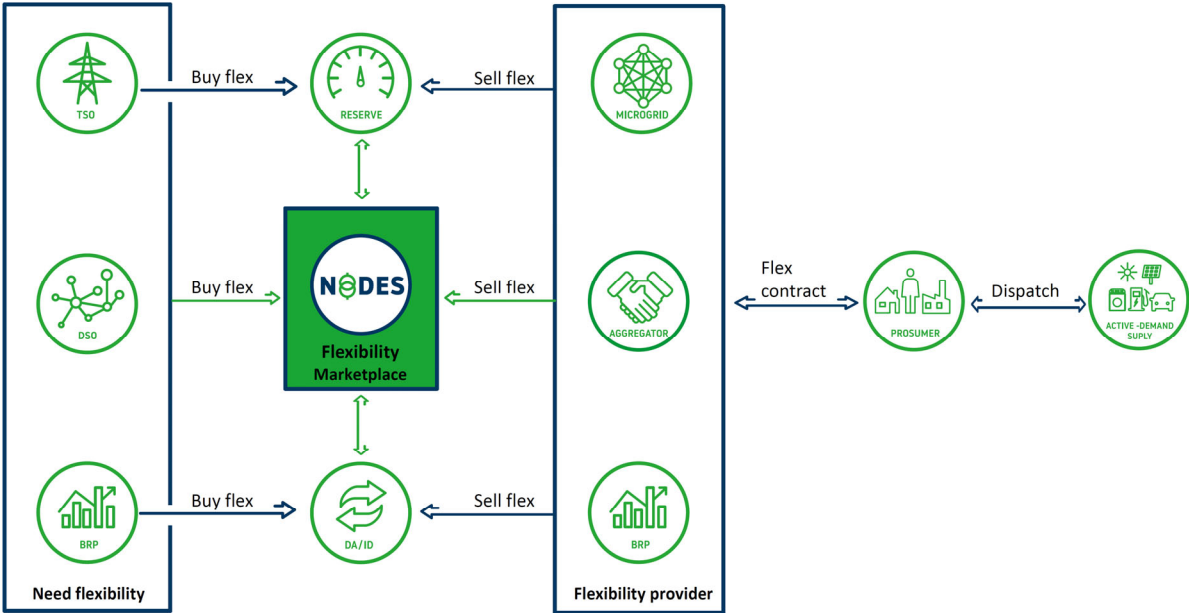 Buy flex
Sell flex
TSO
RESERVE
MICROGRID
NODES
Buy flex
Sell flex
Flex
contract
Dispatch
DSO
Flexibility
Marketplace
AGGREGATOR
PROSUMER
ACTIVE -DEMAND
SUPLY
Buy flex
Sell flex
BRP
DA/ID
BRP
Need flexibility
Flexibility provider